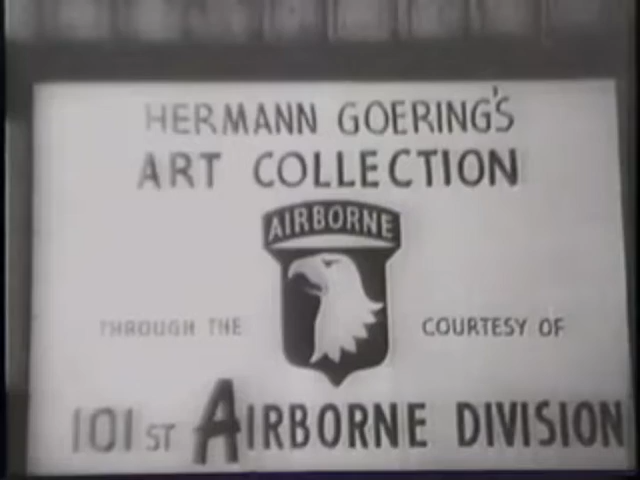 HERMANN GOERING'S
ART COLLECTION
AIRBORNE
THROUGH THE COURTESY OF
101ST AIRBORNE DIVISION